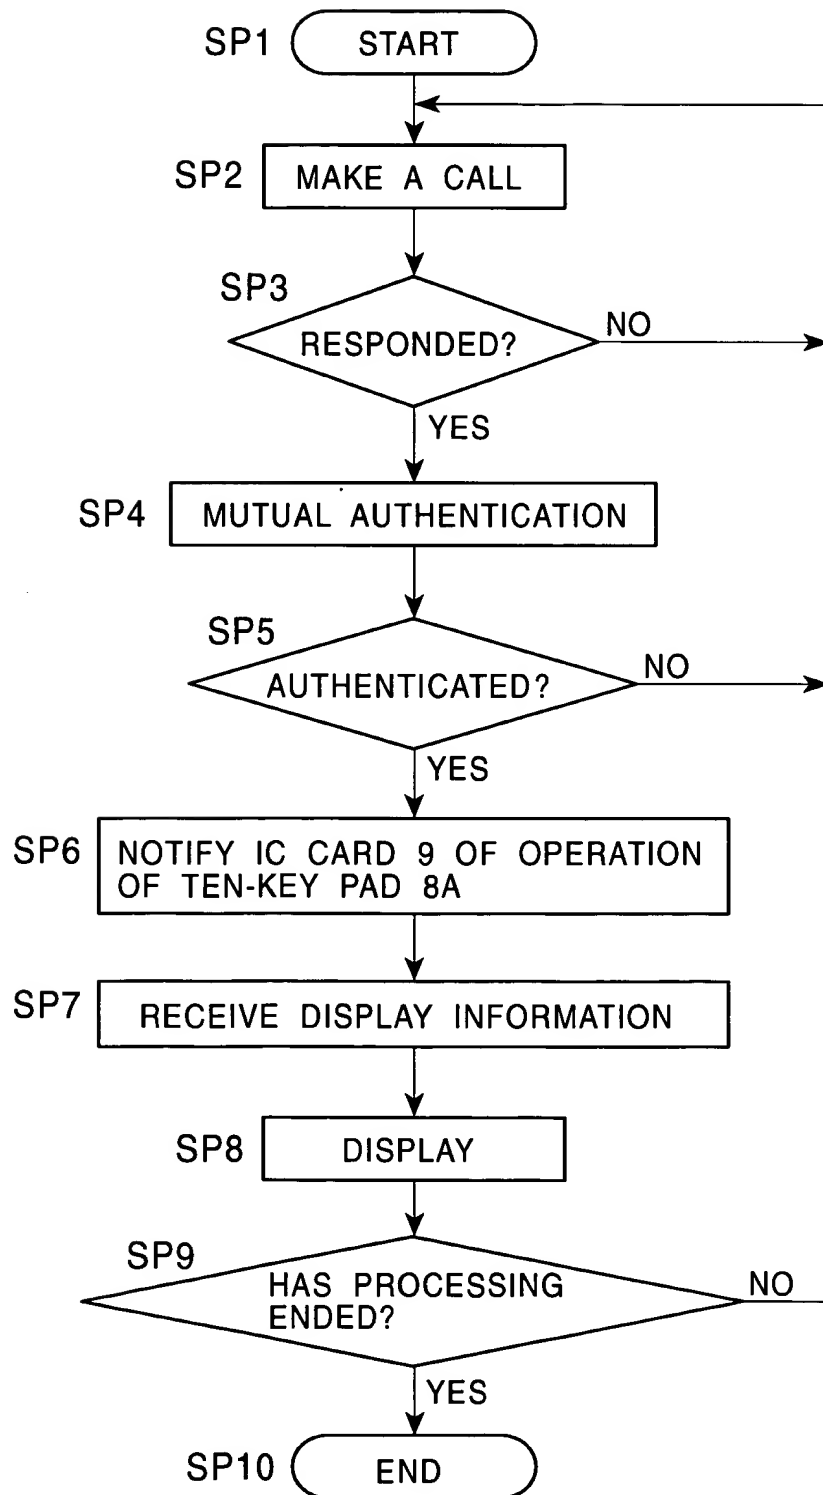 SP1 START
SP2 MAKE A CALL
SP3
RESPONDED?
NO
YES
SP4 MUTUAL AUTHENTICATION
SP5
AUTHENTICATED?
NO
YES
SP6 NOTIFY IC CARD 9 OF OPERATION
OF TEN-KEY PAD 8A
SP7 RECEIVE DISPLAY INFORMATION
SP8 DISPLAY
SP9
HAS PROCESSING
ENDED?
NO
YES
SP10 END